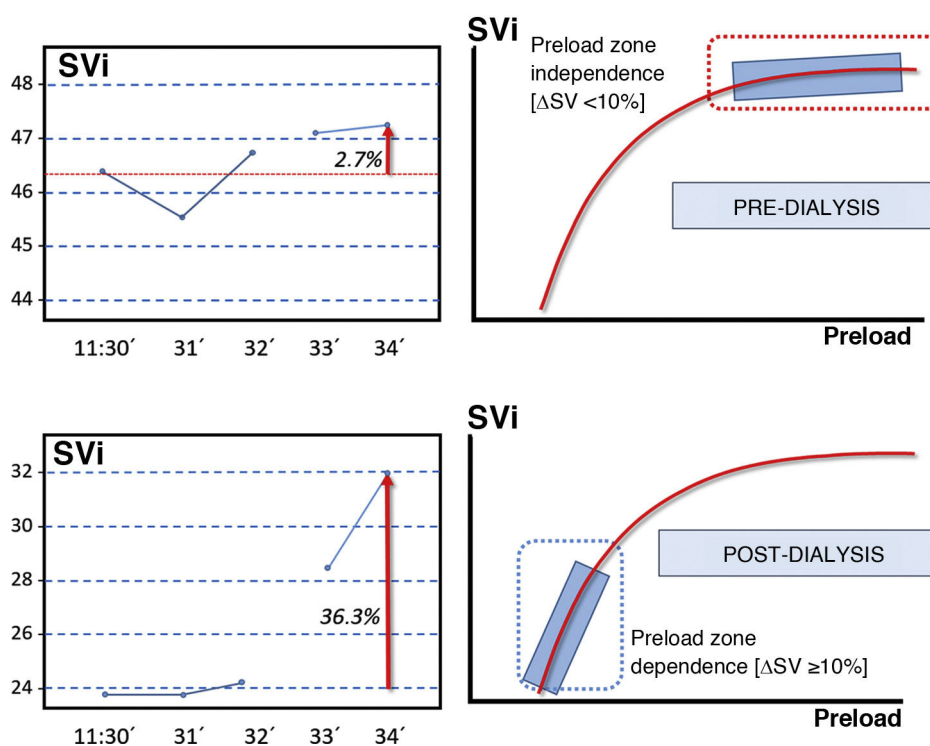 SVi
48
47
46
45
44
2.7%
11:30´ 31´ 32´ 33´ 34´
SVi
Preload zone
independence
[ΔSV <10%]
PRE-DIALYSIS
Preload
SVi
32
30
28
26
24
36.3%
11:30´ 31´ 32´ 33´ 34´
SVi
POST-DIALYSIS
Preload zone
dependence [ΔSV ≥10%]
Preload